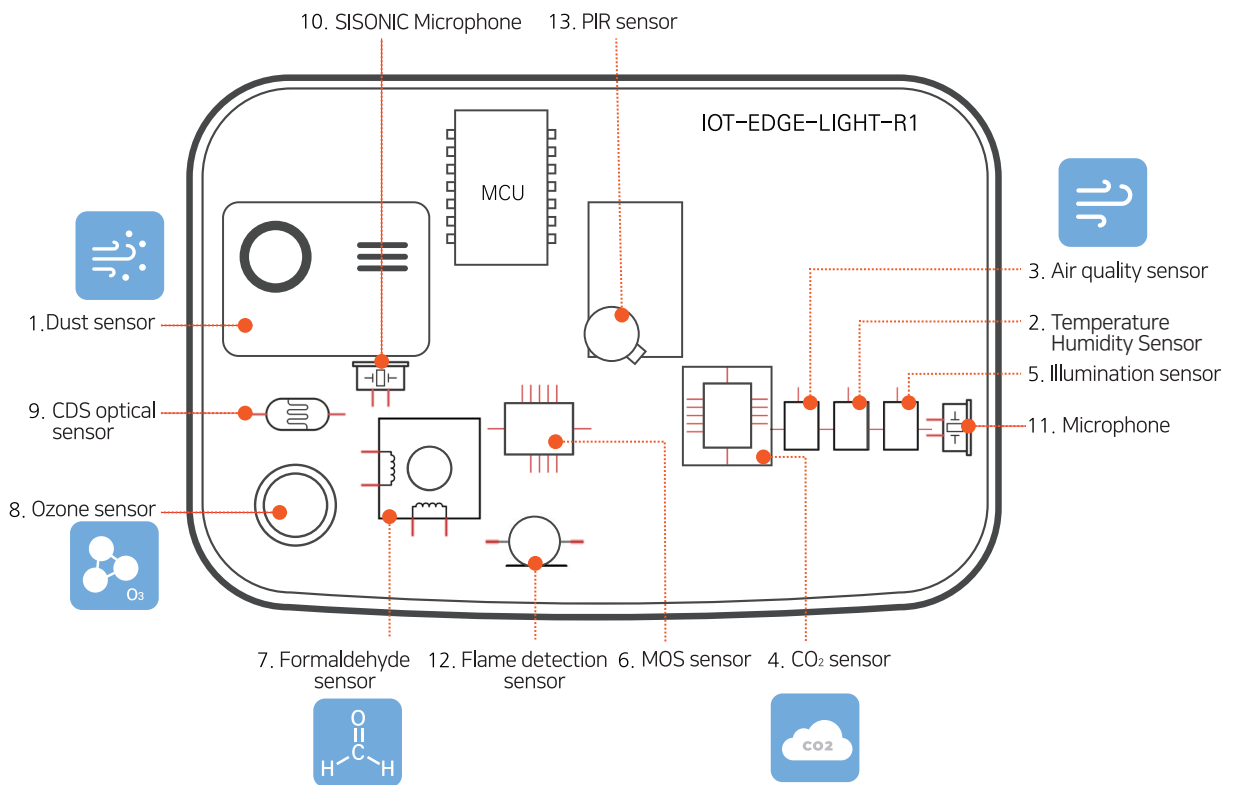 10. SISONIC Microphone
13. PIR sensor
IOT-EDGE-LIGHT-R1
MCU
3. Air quality sensor
1.Dust sensor
2. Temperature
Humidity Sensor
5. Illumination sensor
9. CDS optical
sensor
11. Microphone
8. Ozone sensor
O₃
7. Formaldehyde
sensor
12. Flame detection
sensor
6. MOS sensor
4. CO₂ sensor
O
C
H
H
CO2